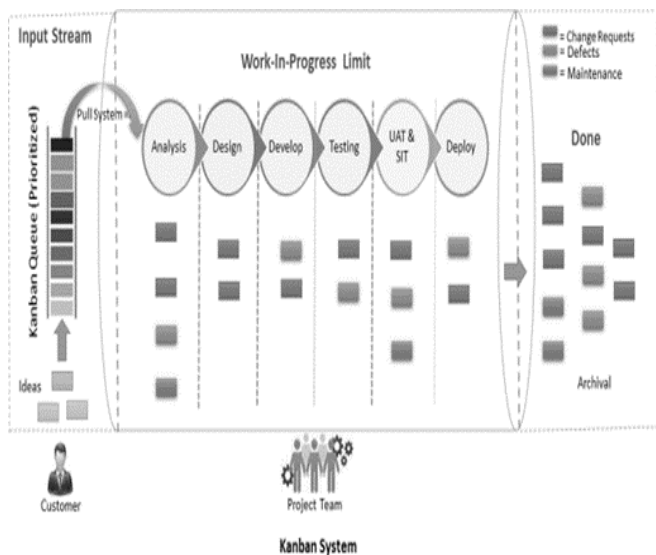 Input Stream
= Change Requests
= Defects
= Maintenance
Work-In-Progress Limit
Pull System
Kanban Queue (Prioritized)
Analysis
Design
Develop
Testing
UAT &
SIT
Deploy
Done
Ideas
Archival
Customer
Project Team
Kanban System